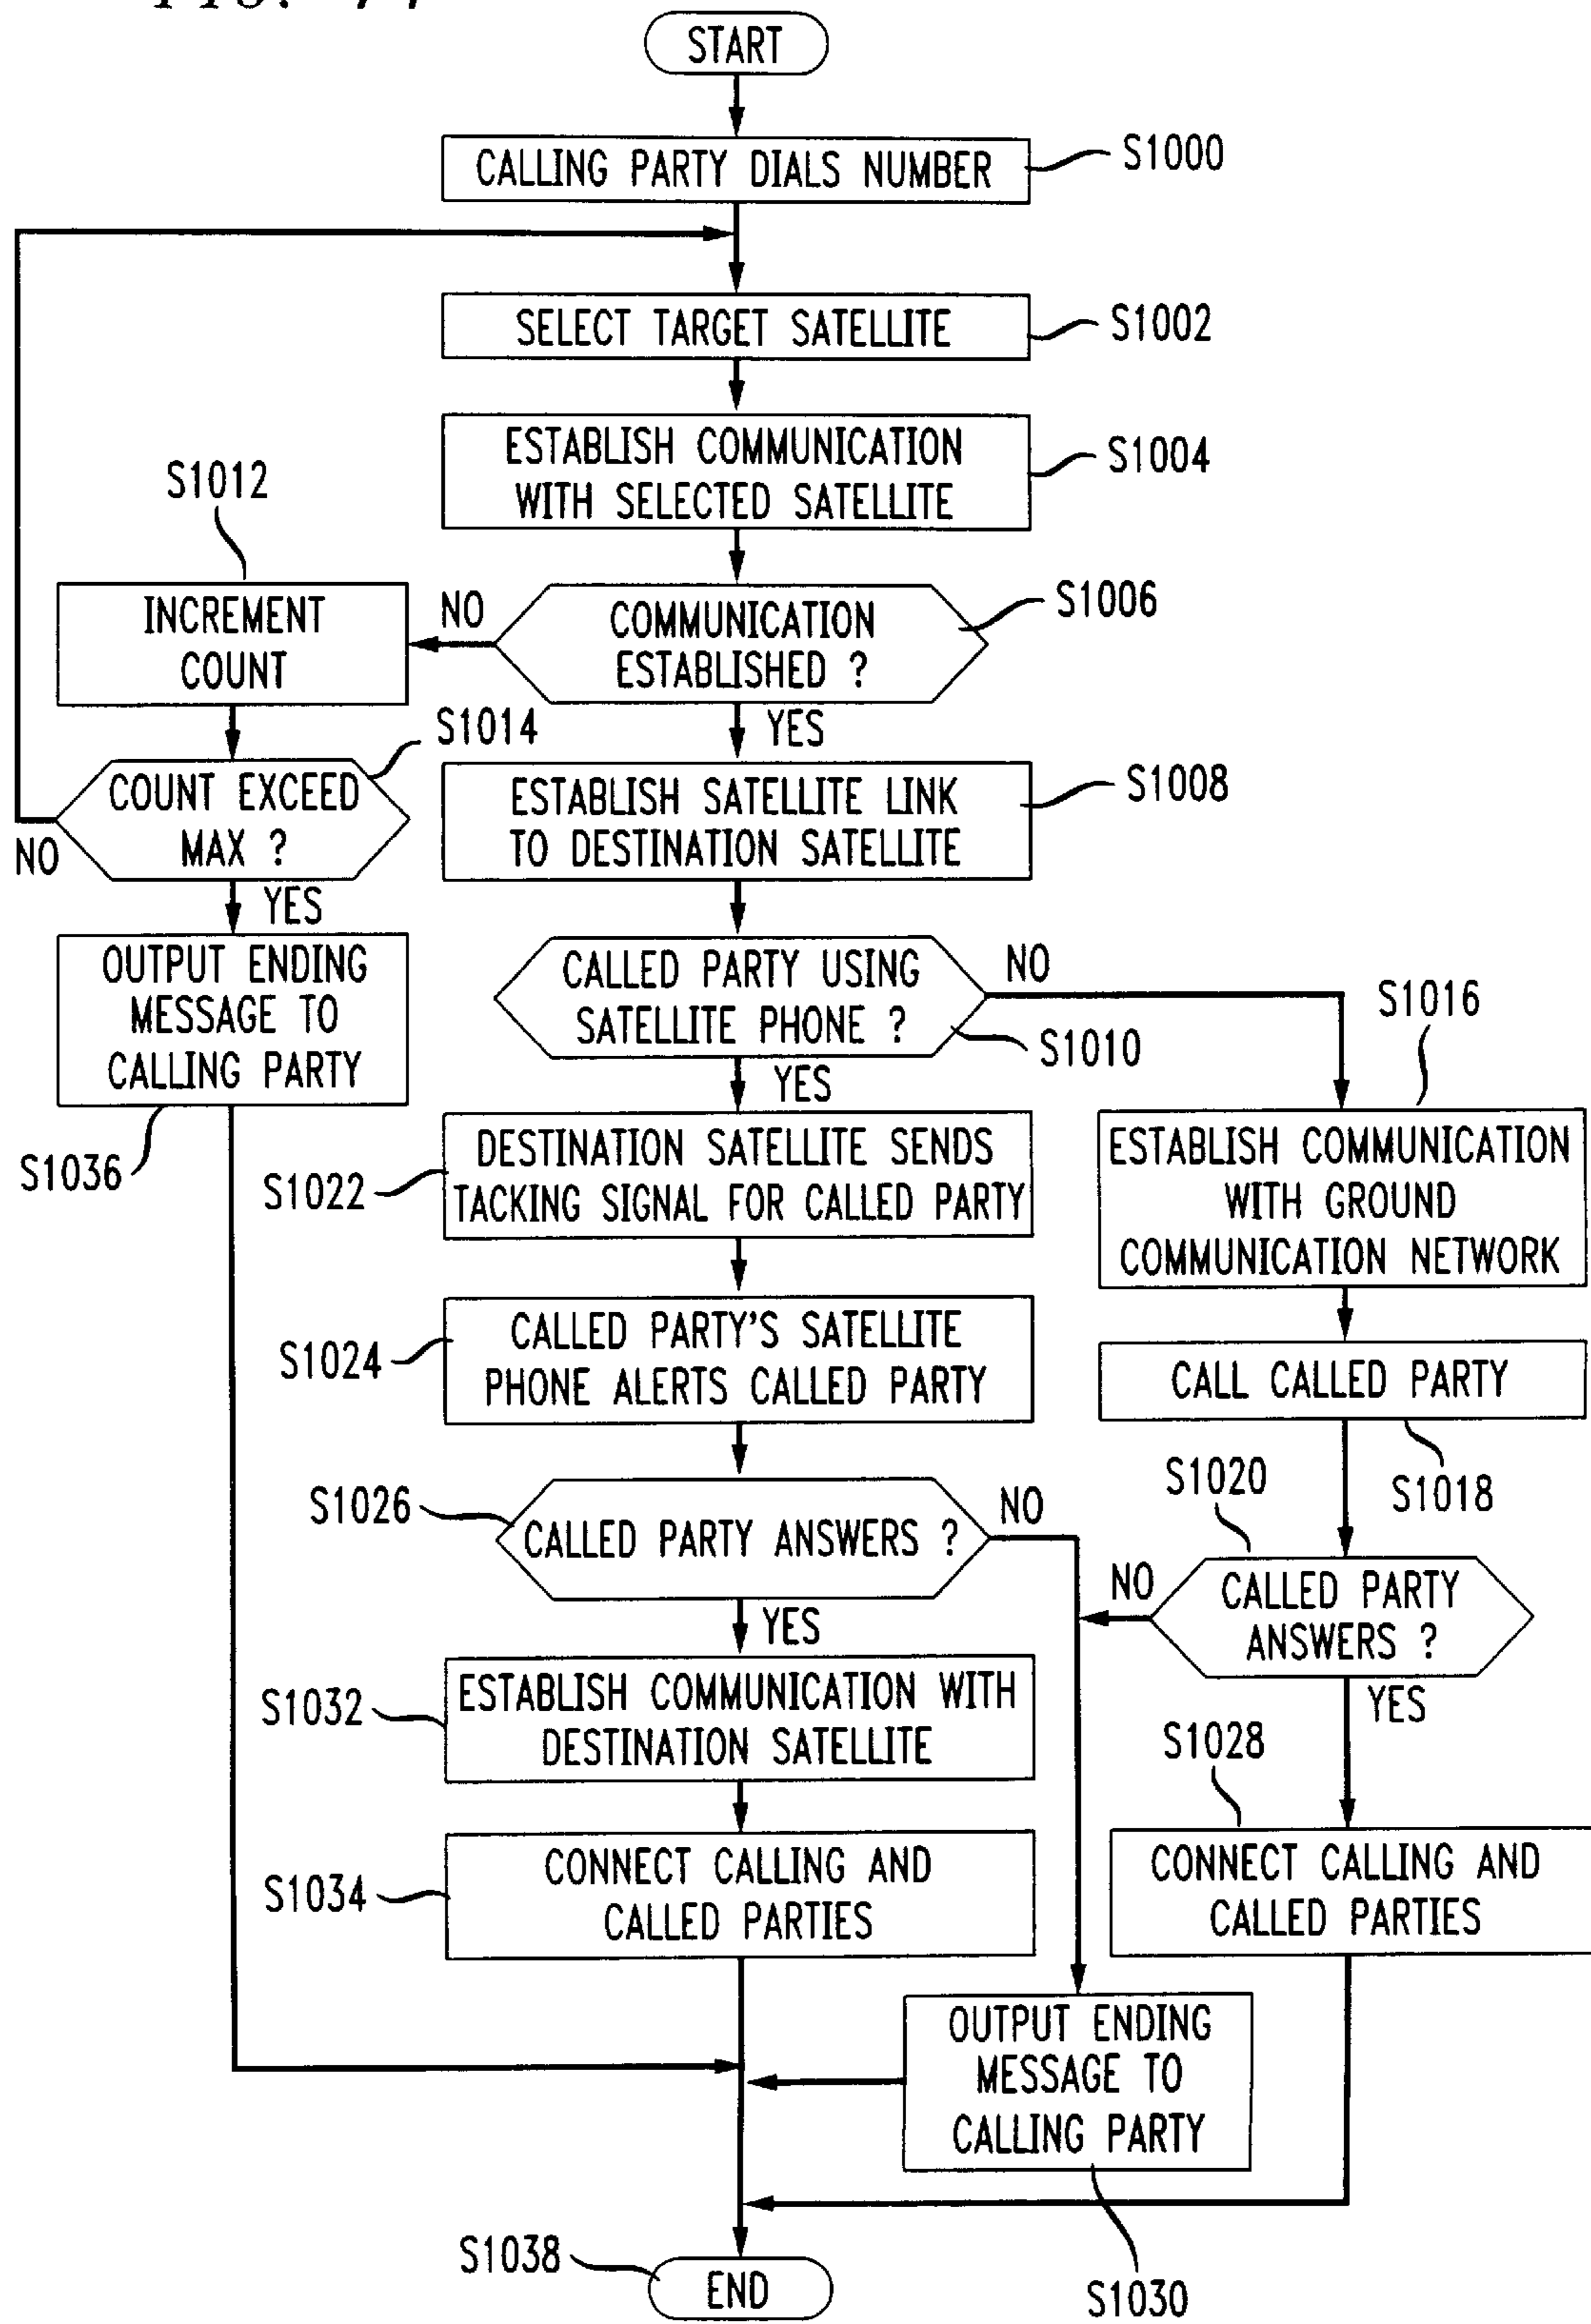 START
CALLING PARTY DIALS NUMBER
S1000
SELECT TARGET SATELLITE
S1002
ESTABLISH COMMUNICATION
WITH SELECTED SATELLITE
S1004
S1012
INCREMENT
COUNT
NO
COMMUNICATION
ESTABLISHED ?
S1006
YES
S1014
COUNT EXCEED
MAX ?
NO
YES
ESTABLISH SATELLITE LINK
TO DESTINATION SATELLITE
S1008
OUTPUT ENDING
MESSAGE TO
CALLING PARTY
S1036
CALLED PARTY USING
SATELLITE PHONE ?
NO
S1010
YES
S1016
ESTABLISH COMMUNICATION
WITH GROUND
COMMUNICATION NETWORK
DESTINATION SATELLITE SENDS
TACKING SIGNAL FOR CALLED PARTY
S1022
CALLED PARTY'S SATELLITE
PHONE ALERTS CALLED PARTY
S1024
CALL CALLED PARTY
S1018
S1026
CALLED PARTY ANSWERS ?
NO
YES
S1020
NO
CALLED PARTY
ANSWERS ?
YES
S1032
ESTABLISH COMMUNICATION WITH
DESTINATION SATELLITE
S1028
CONNECT CALLING AND
CALLED PARTIES
S1034
CONNECT CALLING AND
CALLED PARTIES
OUTPUT ENDING
MESSAGE TO
CALLING PARTY
S1030
S1038
END